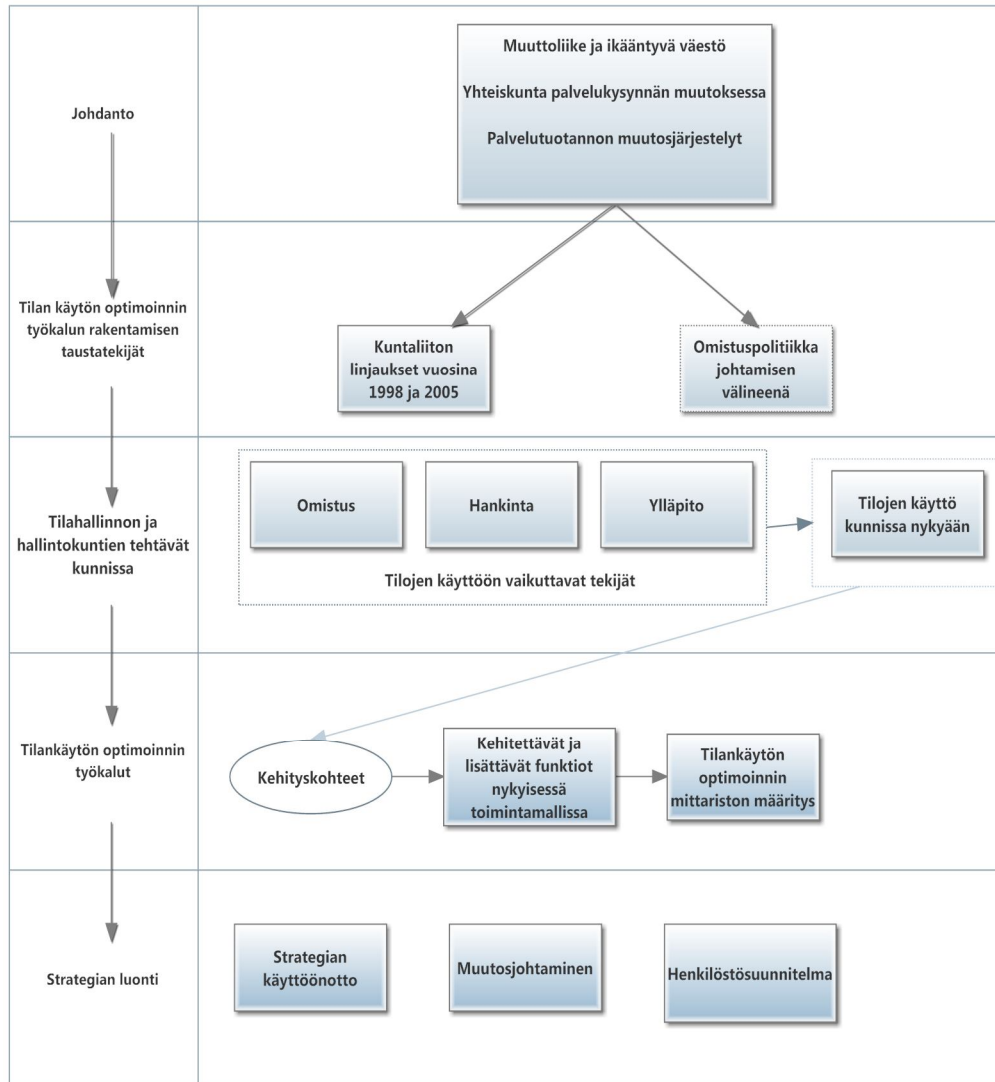 Johdanto
Muuttoliike ja ikääntyvä väestö
Yhteiskunta palvelukysynnän muutoksessa
Palvelutuotannon muutosjärjestelyt
Tilan käytön optimoinnin
työkalun rakentamisen
taustatekijät
Kuntaliiton
linjaukset vuosina
1998 ja 2005
Omistuspolitiikka
johtamisen
välineenä
Tilahallinnon ja
hallintokuntien tehtävät
kunnissa
Omistus
Hankinta
Ylläpito
Tilojen käyttöön vaikuttavat tekijät
Tilojen käyttö
kunnissa nykyään
Tilankäytön optimoinnin
työkalut
Kehityskohteet
Kehitettävät ja
lisättävät funktiot
nykyisessä
toimintamallissa
Tilankäytön
optimoinnin
mittariston määritys
Strategian luonti
Strategian
käyttöönotto
Muutosjohtaminen
Henkilöstösuunnitelma